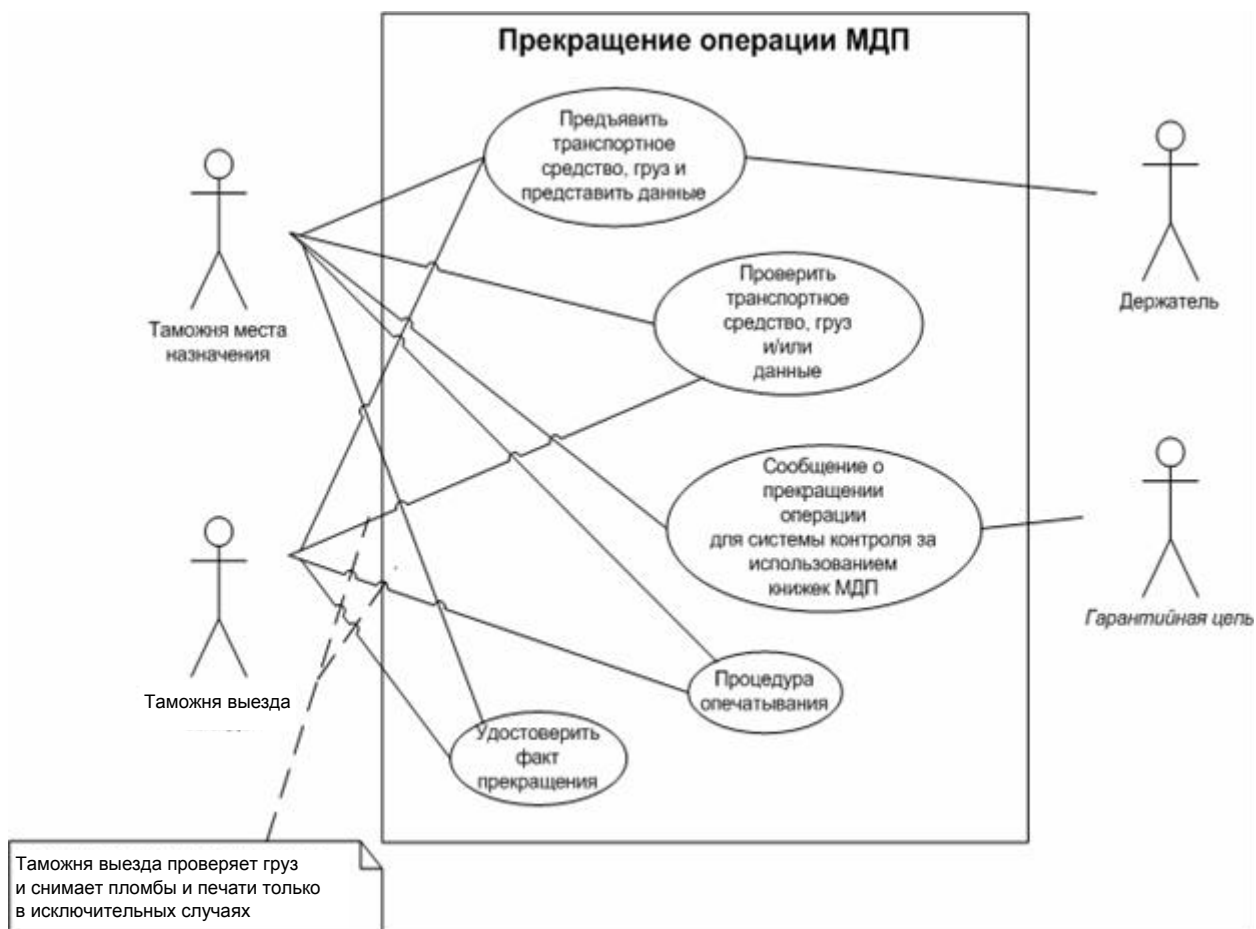 Прекращение операции МДП
Предъявить
транспортное
средство, груз и
представить данные
Таможня места
назначения
Держатель
Проверить
транспортное
средство, груз
и/или
данные
Сообщение о
прекращении
операции
для системы контроля за
использованием
книжек МДП
Гарантийная цепь
Таможня выезда
Процедура
опечатывания
Удостоверить
факт
прекращения
Таможня выезда проверяет груз
и снимает пломбы и печати только
в исключительных случаях